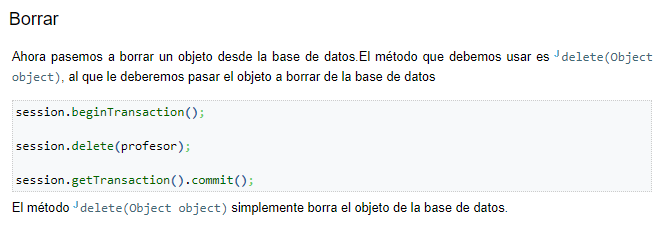 Borrar
Ahora pasemos a borrar un objeto desde la base de datos.El método que debemos usar es delete(Object
object), al que le deberemos pasar el objeto a borrar de la base de datos
session.beginTransaction();
session.delete(profesor);
session.getTransaction().commit();
El método delete(Object object) simplemente borra el objeto de la base de datos.